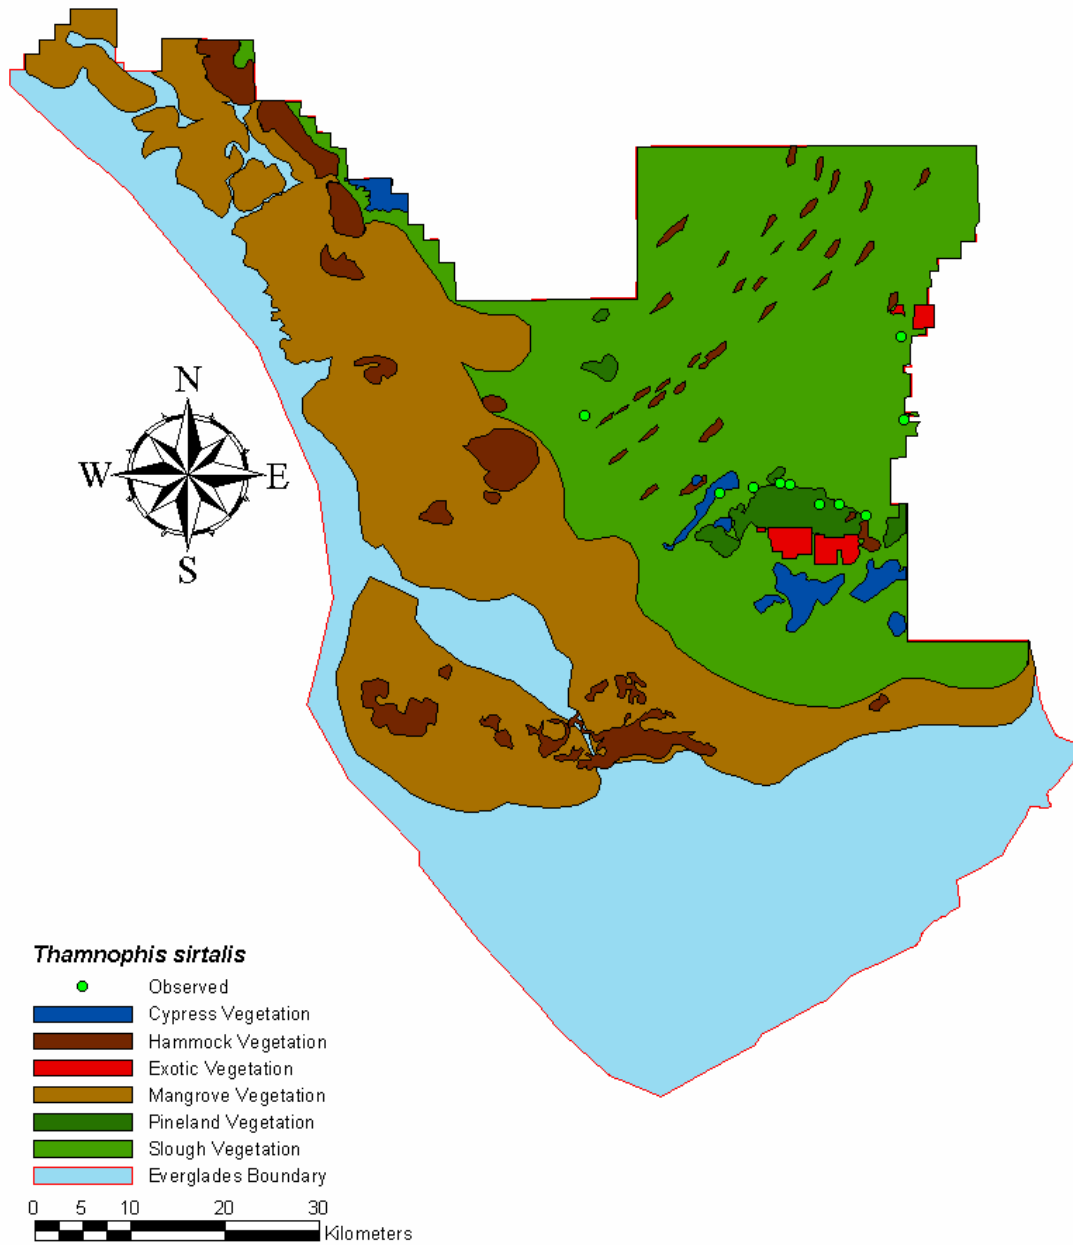 N
W E
S
Thamnophis sirtalis
Observed
Cypress Vegetation
Hammock Vegetation
Exotic Vegetation
Mangrove Vegetation
Pineland Vegetation
Slough Vegetation
Everglades Boundary
0 5 10 20 30
Kilometers